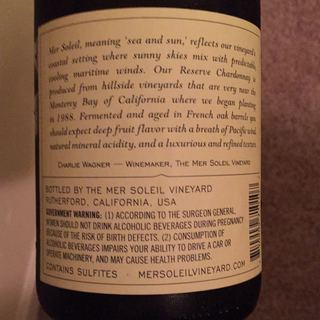 Mer Soleil, meaning 'sea and sun,' reflects our vineyard's
coastal setting where sunny skies mix with predictable,
cooling maritime winds. Our Reserve Chardonnay is
produced from hillside vineyards that are very near the
Monterey Bay of California where we began planting
in 1988. Fermented and aged in French oak barrels you
should expect deep fruit flavor with a breath of Pacific wind,
natural mineral acidity, and a luxurious and refined texture.
CHARLIE WAGNER — WINEMAKER, THE MER SOLEIL VINEYARD
BOTTLED BY THE MER SOLEIL VINEYARD
RUTHERFORD, CALIFORNIA, USA
GOVERNMENT WARNING: (1) ACCORDING TO THE SURGEON GENERAL,
WOMEN SHOULD NOT DRINK ALCOHOLIC BEVERAGES DURING PREGNANCY
BECAUSE OF THE RISK OF BIRTH DEFECTS. (2) CONSUMPTION OF
ALCOHOLIC BEVERAGES IMPAIRS YOUR ABILITY TO DRIVE A CAR OR
OPERATE MACHINERY, AND MAY CAUSE HEALTH PROBLEMS.
CONTAINS SULFITES · MERSOLEILVINEYARD.COM